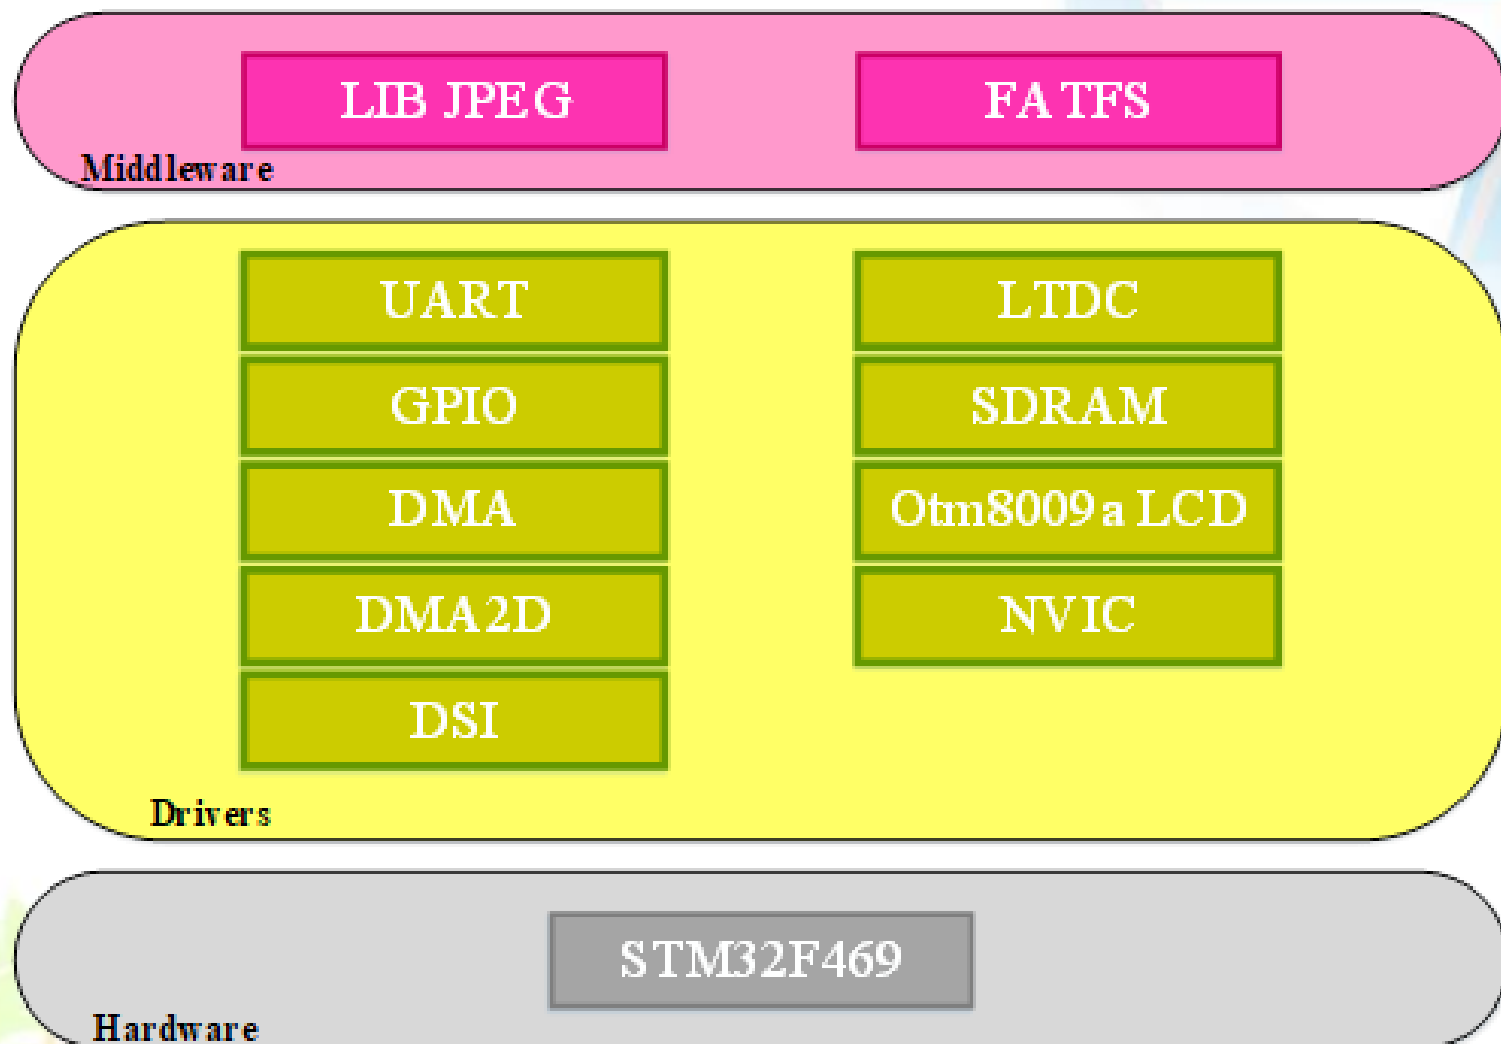 LIB JPEG
FATFS
Middleware
UART
LTDC
GPIO
SDRAM
DMA
Otm8009a LCD
DMA2D
NVIC
DSI
Drivers
STM32F469
Hardware